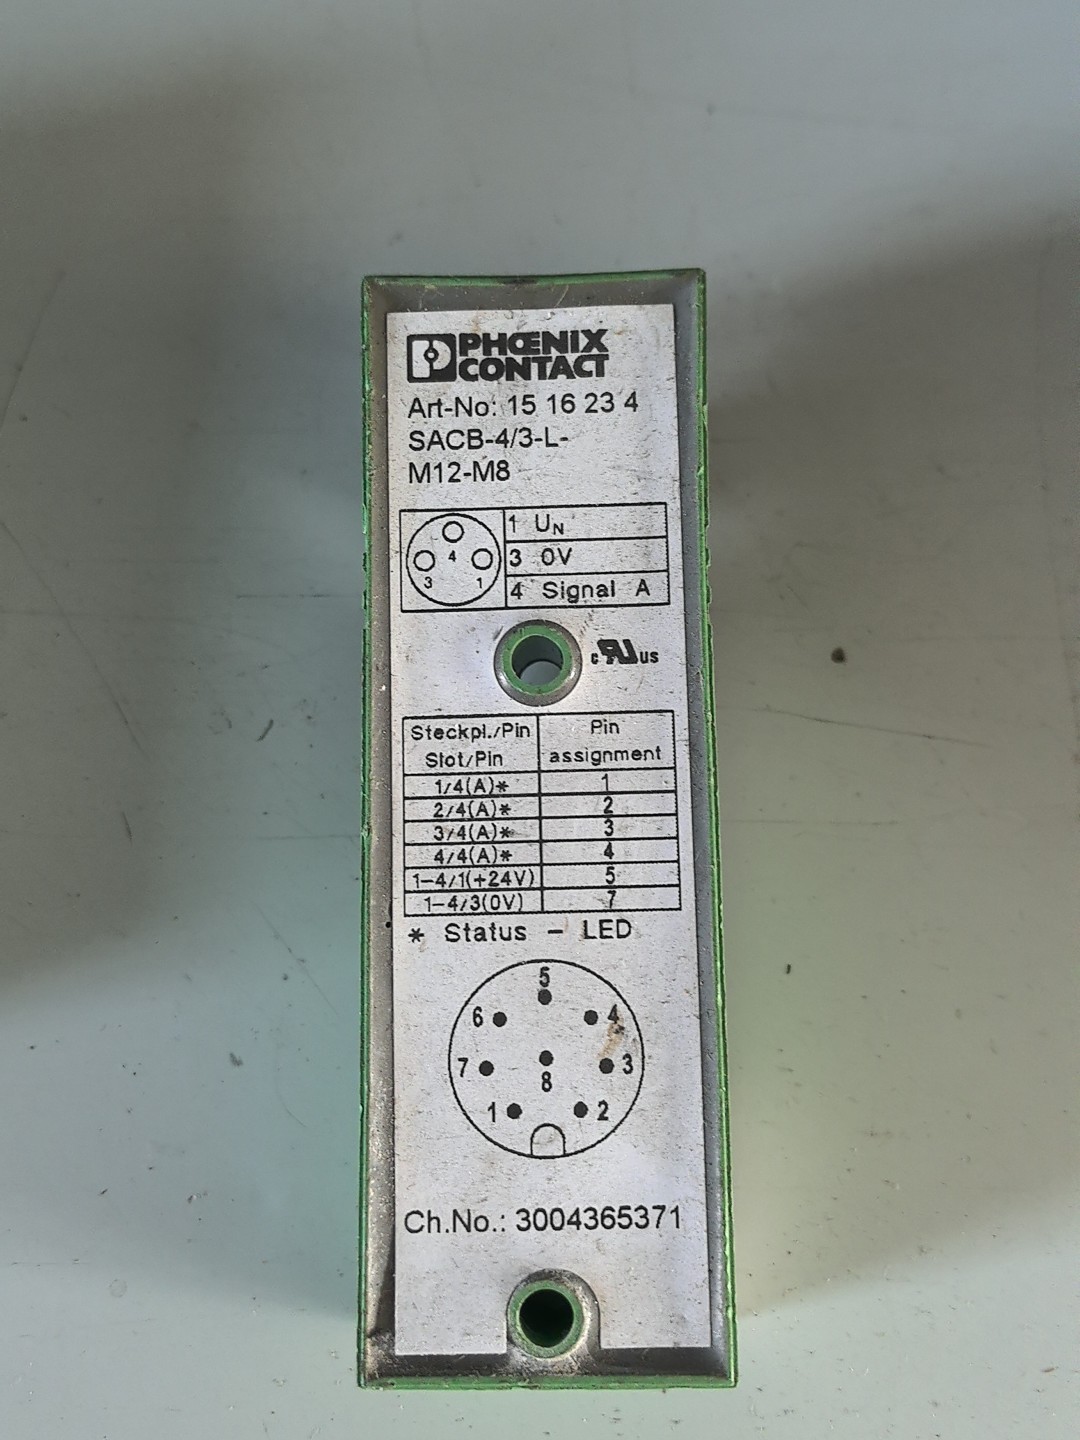 PHŒNIX
CONTACT
Art-No: 15 16 23 4
SACB-4/3-L-
M12-M8
4
3
1
1 UN
3 0V
4 Signal A
c RU us
Steckpl./Pin
Slot/Pin
Pin
assignment
1/4(A)* 1
2/4(A)* 2
3/4(A)* 3
4/4(A)* 4
1-4/1(+24V) 5
1-4/3(0V) 7
* Status - LED
5
6
4
7
8
3
1
2
Ch.No.: 3004365371